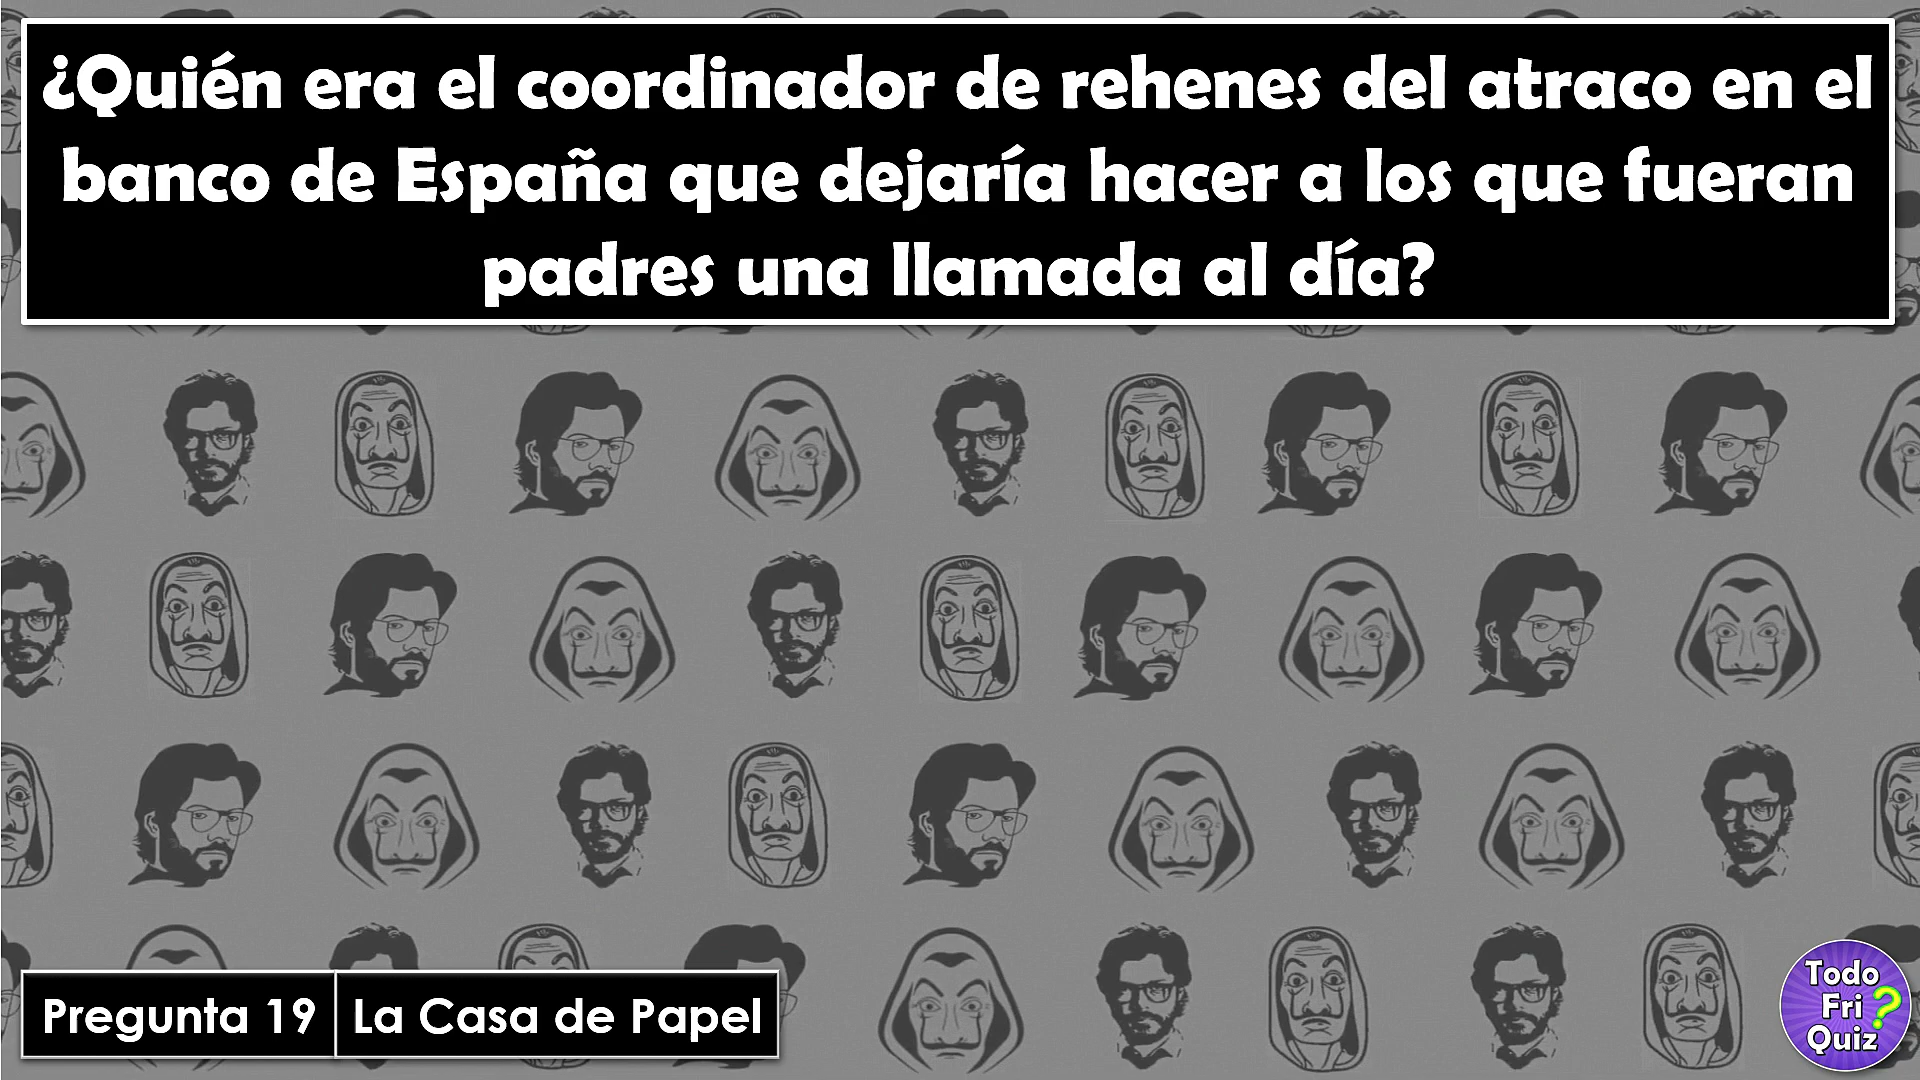 ¿Quién era el coordinador de rehenes del atraco en el
banco de España que dejaría hacer a los que fueran
padres una llamada al día?
Pregunta 19
La Casa de Papel
Todo
Fri
Quiz
?